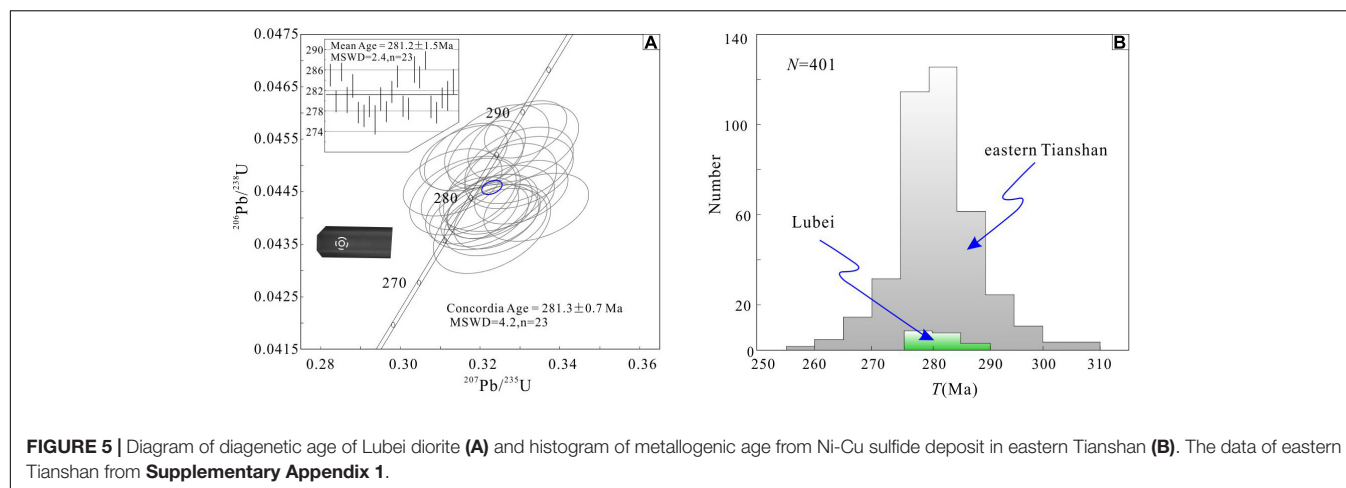 0.0475
0.0465
0.0455
0.0445
0.0435
0.0425
0.0415
²⁰⁶Pb/²³⁸U
A
Mean Age = 281.2±1.5Ma
MSWD=2.4,n=23
290
286
282
278
274
290
280
270
Concordia Age = 281.3±0.7 Ma
MSWD=4.2,n=23
0.28 0.30 0.32 0.34 0.36
²⁰⁷Pb/²³⁵U
B
140
100
60
20
0
Number
N=401
eastern Tianshan
Lubei
250 260 270 280 290 300 310
T(Ma)
FIGURE 5 | Diagram of diagenetic age of Lubei diorite (A) and histogram of metallogenic age from Ni-Cu sulfide deposit in eastern Tianshan (B). The data of eastern
Tianshan from Supplementary Appendix 1.